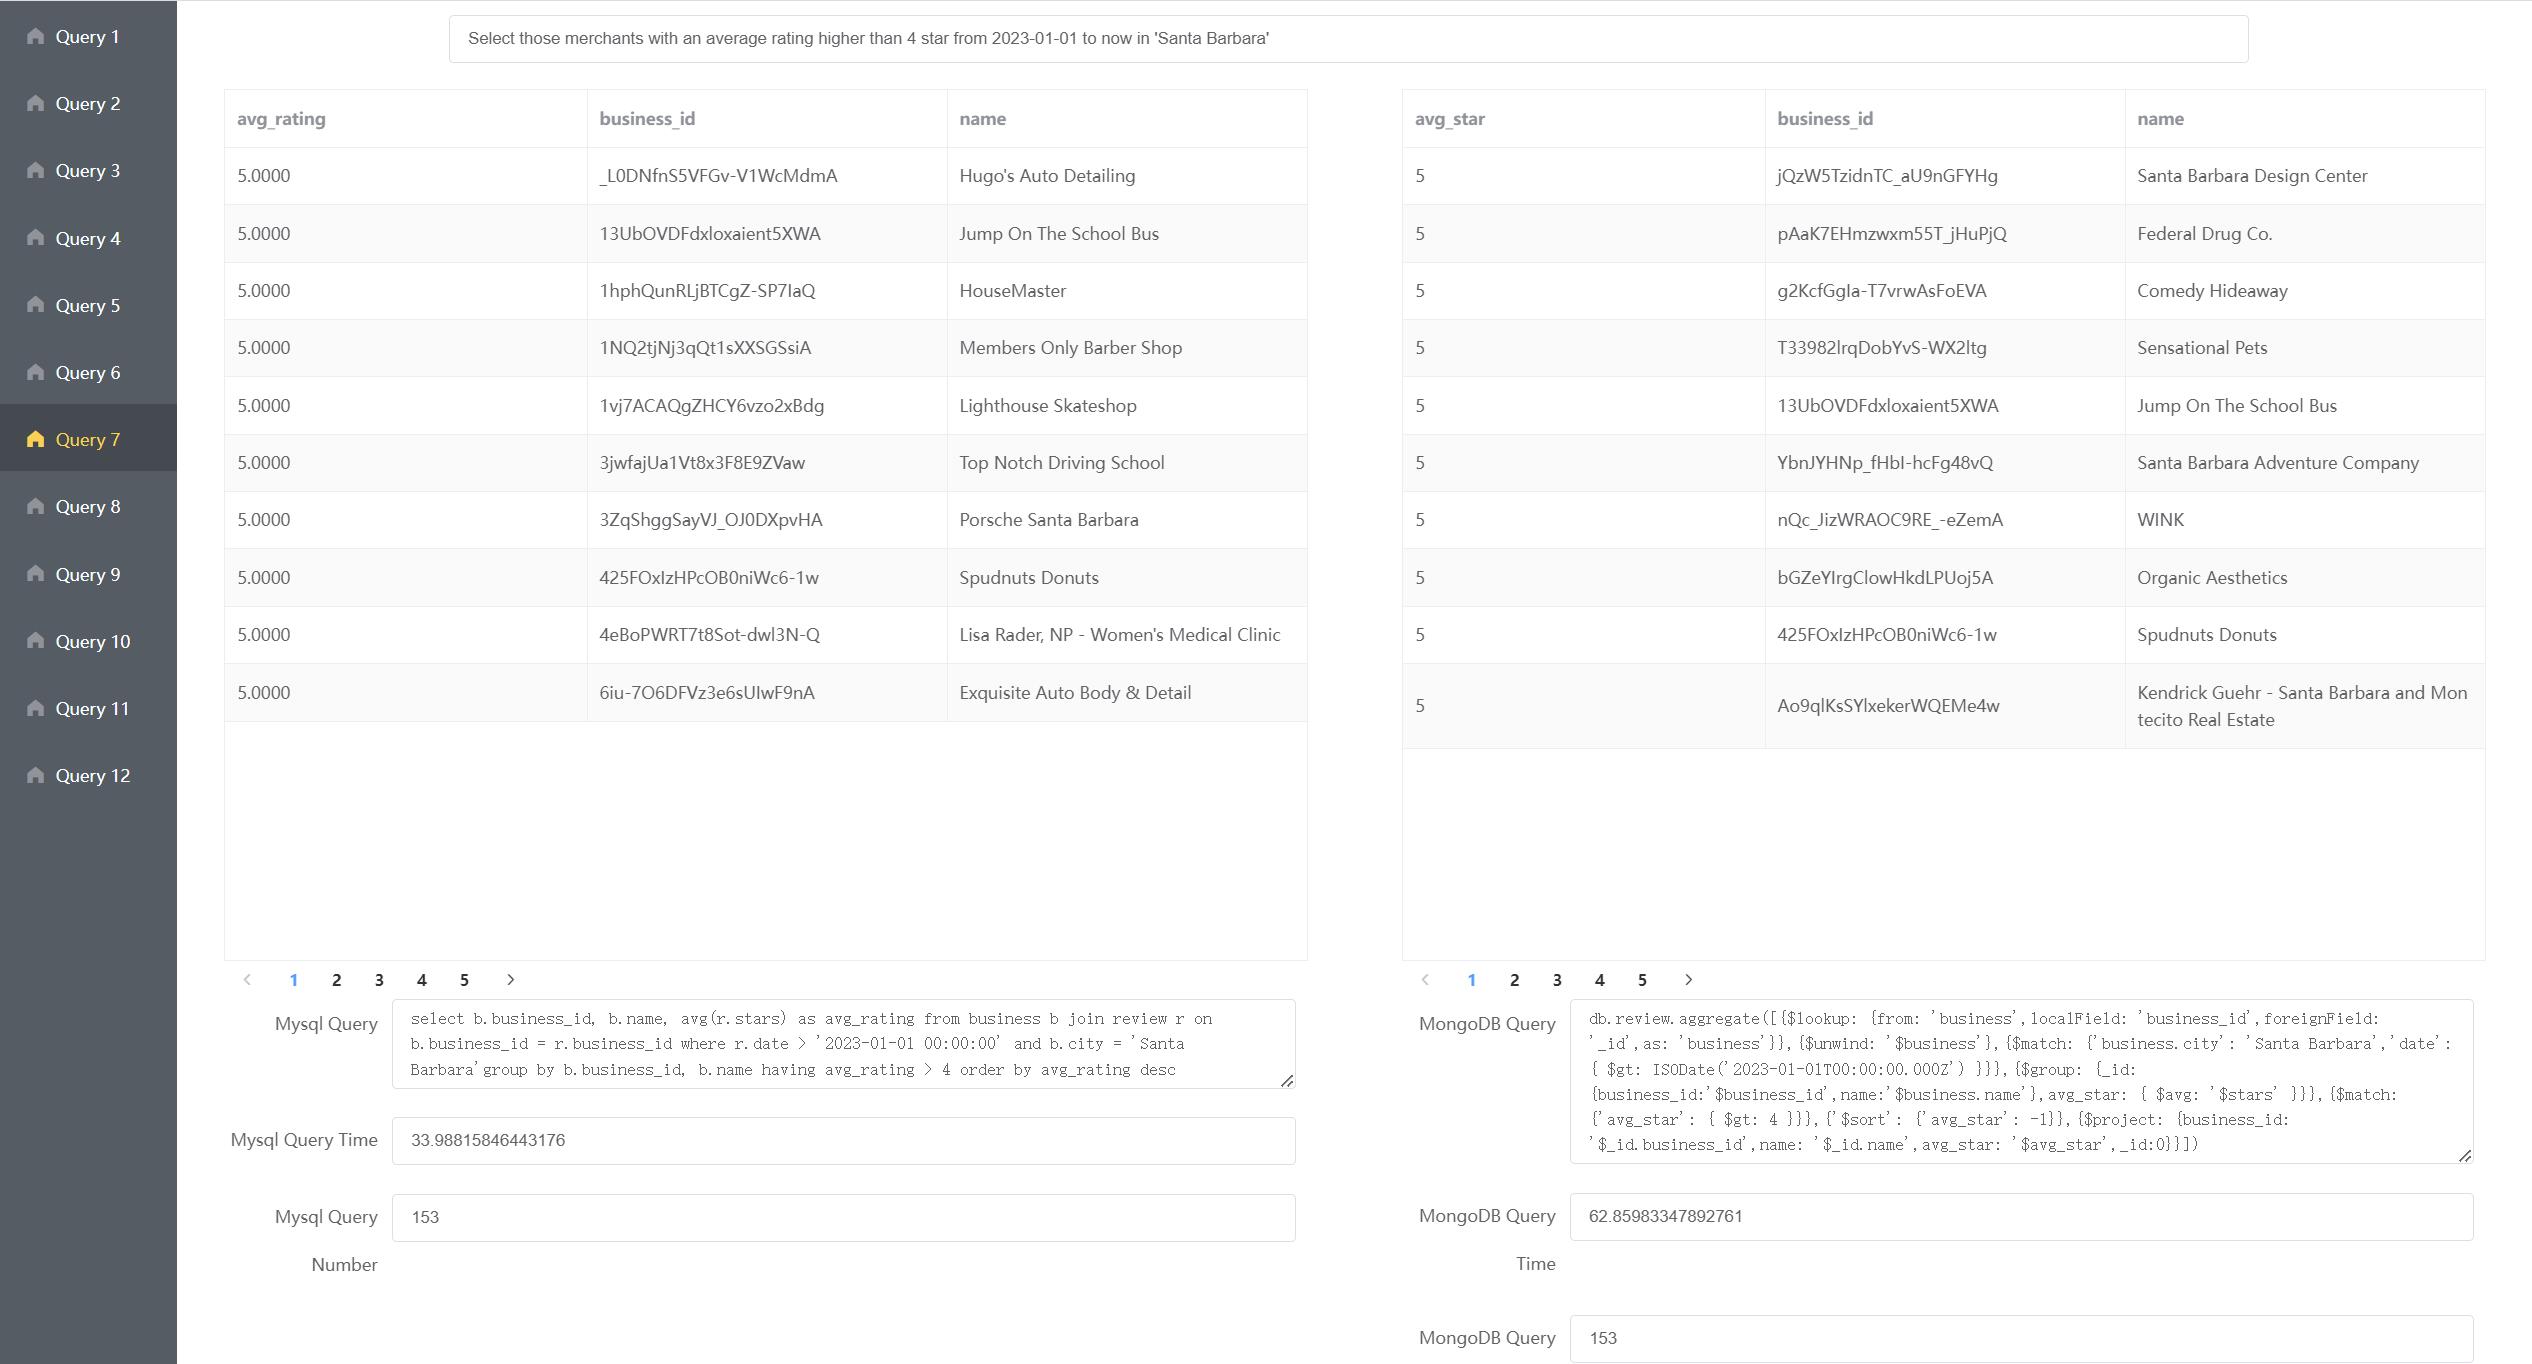 Query 1
Query 2
Query 3
Query 4
Query 5
Query 6
Query 7
Query 8
Query 9
Query 10
Query 11
Query 12
Select those merchants with an average rating higher than 4 star from 2023-01-01 to now in 'Santa Barbara'
avg_rating business_id name
5.0000 _L0DNfnS5VFGv-V1WcMdmA Hugo's Auto Detailing
5.0000 13UbOVDFdxloxaient5XWA Jump On The School Bus
5.0000 1hphQunRLjBTCgZ-SP7IaQ HouseMaster
5.0000 1NQ2tjNj3qQt1sXXSGSsiA Members Only Barber Shop
5.0000 1vj7ACAQgZHCY6vzo2xBdg Lighthouse Skateshop
5.0000 3jwfajUa1Vt8x3F8E9ZVaw Top Notch Driving School
5.0000 3ZqShggSayVJ_OJ0DXpvHA Porsche Santa Barbara
5.0000 425FOxIzHPcOB0niWc6-1w Spudnuts Donuts
5.0000 4eBoPWRT7t8Sot-dwl3N-Q Lisa Rader, NP - Women's Medical Clinic
5.0000 6iu-7O6DFVz3e6sUIwF9nA Exquisite Auto Body & Detail
1 2 3 4 5
Mysql Query
select b.business_id, b.name, avg(r.stars) as avg_rating from business b join review r on
b.business_id = r.business_id where r.date > '2023-01-01 00:00:00' and b.city = 'Santa
Barbara'group by b.business_id, b.name having avg_rating > 4 order by avg_rating desc
Mysql Query Time 33.98815846443176
Mysql Query 153
Number
avg_star business_id name
5 jQzW5TzidnTC_aU9nGFYHg Santa Barbara Design Center
5 pAaK7EHmzwxm55T_jHuPjQ Federal Drug Co.
5 g2KcfGgIa-T7vrwAsFoEVA Comedy Hideaway
5 T33982lrqDobYvS-WX2ltg Sensational Pets
5 13UbOVDFdxloxaient5XWA Jump On The School Bus
5 YbnJYHNp_fHbI-hcFg48vQ Santa Barbara Adventure Company
5 nQc_JizWRAOC9RE_-eZemA WINK
5 bGZeYIrgClowHkdLPUoj5A Organic Aesthetics
5 425FOxIzHPcOB0niWc6-1w Spudnuts Donuts
5 Ao9qlKsSYlxekerWQEMe4w Kendrick Guehr - Santa Barbara and Mon
tecito Real Estate
1 2 3 4 5
MongoDB Query
db.review.aggregate([{$lookup: {from: 'business',localField: 'business_id',foreignField:
'_id',as: 'business'}},{$unwind: '$business'},{$match: {'business.city': 'Santa Barbara','date':
{ $gt: ISODate('2023-01-01T00:00:00.000Z') }}},{$group: {_id:
{business_id:'$business_id',name:'$business.name'},avg_star: { $avg: '$stars' }}},{$match:
{'avg_star': { $gt: 4 }}},{'$sort': {'avg_star': -1}},{$project: {business_id:
'$_id.business_id',name: '$_id.name',avg_star: '$avg_star',_id:0}}])
MongoDB Query 62.85983347892761
Time
MongoDB Query 153